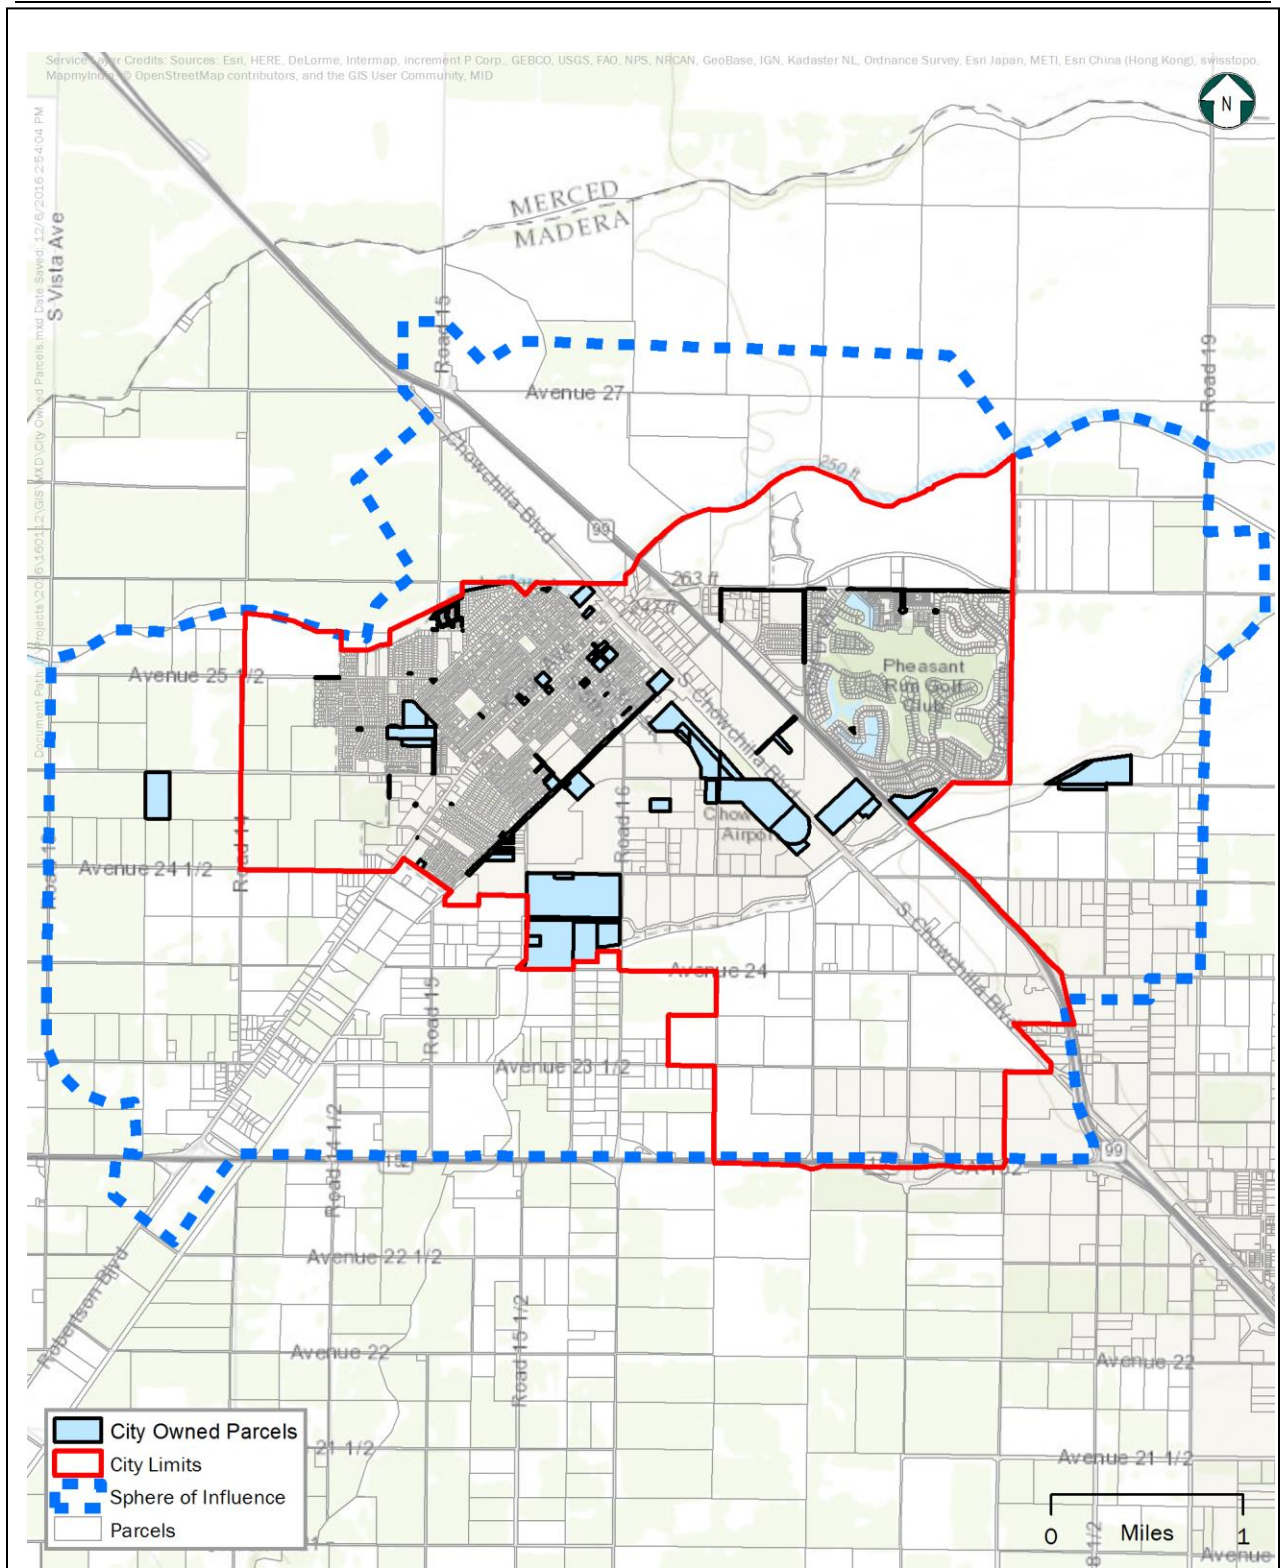 Service Layer Credits: Sources: Esri, HERE, DeLorme, Intermap, increment P Corp., GEBCO, USGS, FAO, NPS, NRCAN, GeoBase, IGN, Kadaster NL, Ordnance Survey, Esri Japan, METI, Esri China (Hong Kong), swisstopo,
MapmyIndia, © OpenStreetMap contributors, and the GIS User Community, MID
N
S Vista Ave
MERCED
MADERA
Road 15
Road 19
Avenue 27
Chowchilla Blvd
250 ft
99
263 ft
Avenue 25 1/2
Pheasant
Run Golf
Club
S Chowchilla Blvd
Road 16
Airport
Avenue 24 1/2
S Chowchilla Blvd
Avenue 24
Road 15
Avenue 23 1/2
Road 14 1/2
99
Avenue 22 1/2
Robertson Blvd
Road 15 1/2
Avenue 22
Avenue 22
21 1/2
Avenue 21 1/2
City Owned Parcels
City Limits
Sphere of Influence
Parcels
0 Miles 1
8 1/2
Avenue